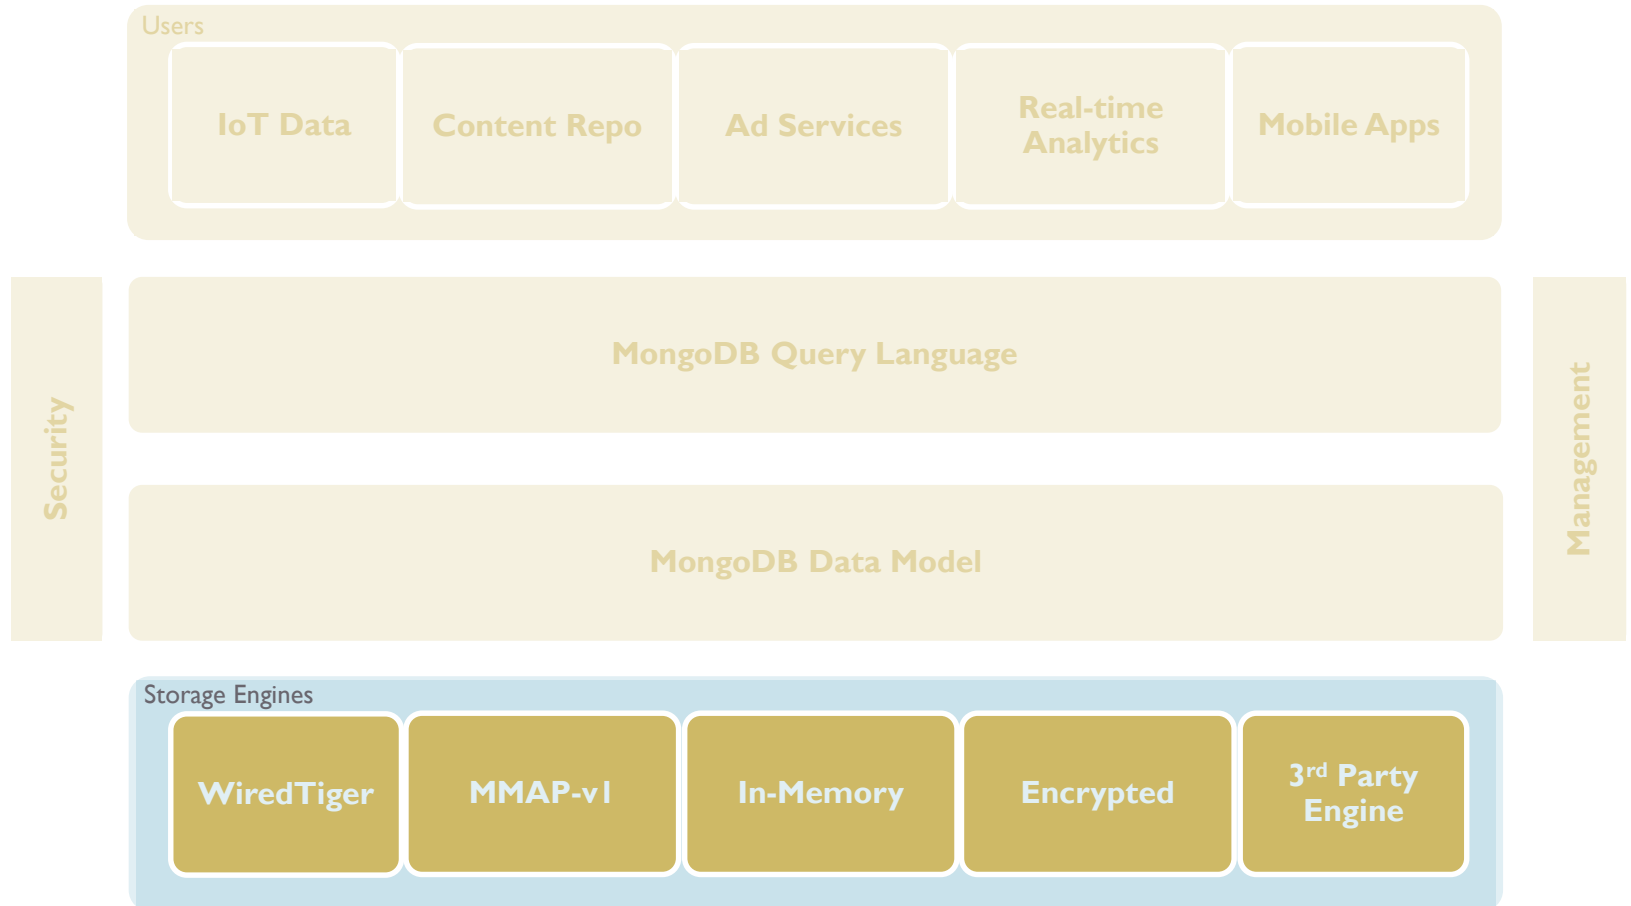 Users
IoT Data
Content Repo
Ad Services
Real-time
Analytics
Mobile Apps
Security
MongoDB Query Language
Management
MongoDB Data Model
Storage Engines
WiredTiger
MMAP-v1
In-Memory
Encrypted
3rd Party
Engine